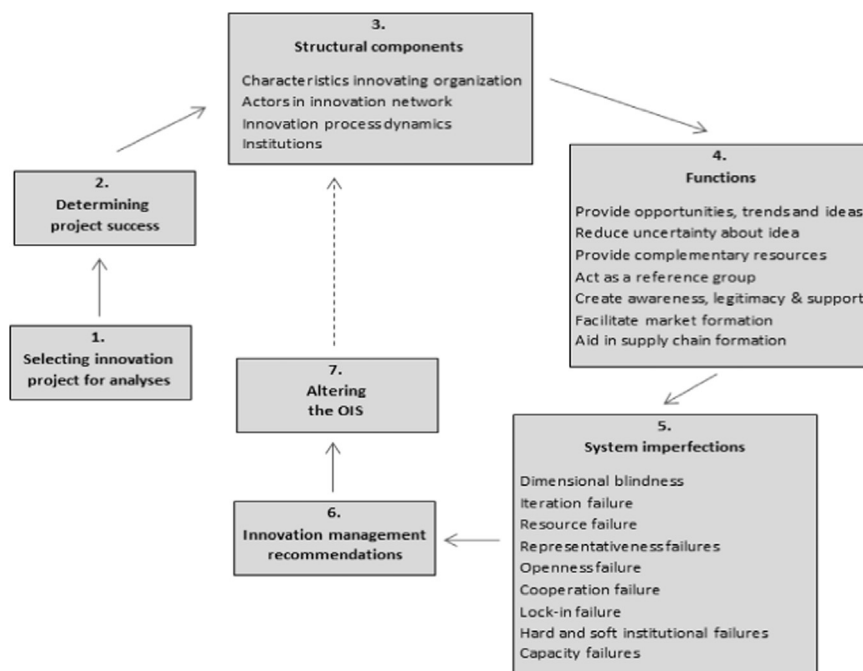 1.
Selecting innovation
project for analyses
2.
Determining
project success
3.
Structural components
Characteristics innovating organization
Actors in innovation network
Innovation process dynamics
Institutions
4.
Functions
Provide opportunities, trends and ideas
Reduce uncertainty about idea
Provide complementary resources
Act as a reference group
Create awareness, legitimacy & support
Facilitate market formation
Aid in supply chain formation
5.
System imperfections
Dimensional blindness
Iteration failure
Resource failure
Representativeness failures
Openness failure
Cooperation failure
Lock-in failure
Hard and soft institutional failures
Capacity failures
6.
Innovation management
recommendations
7.
Altering
the OIS